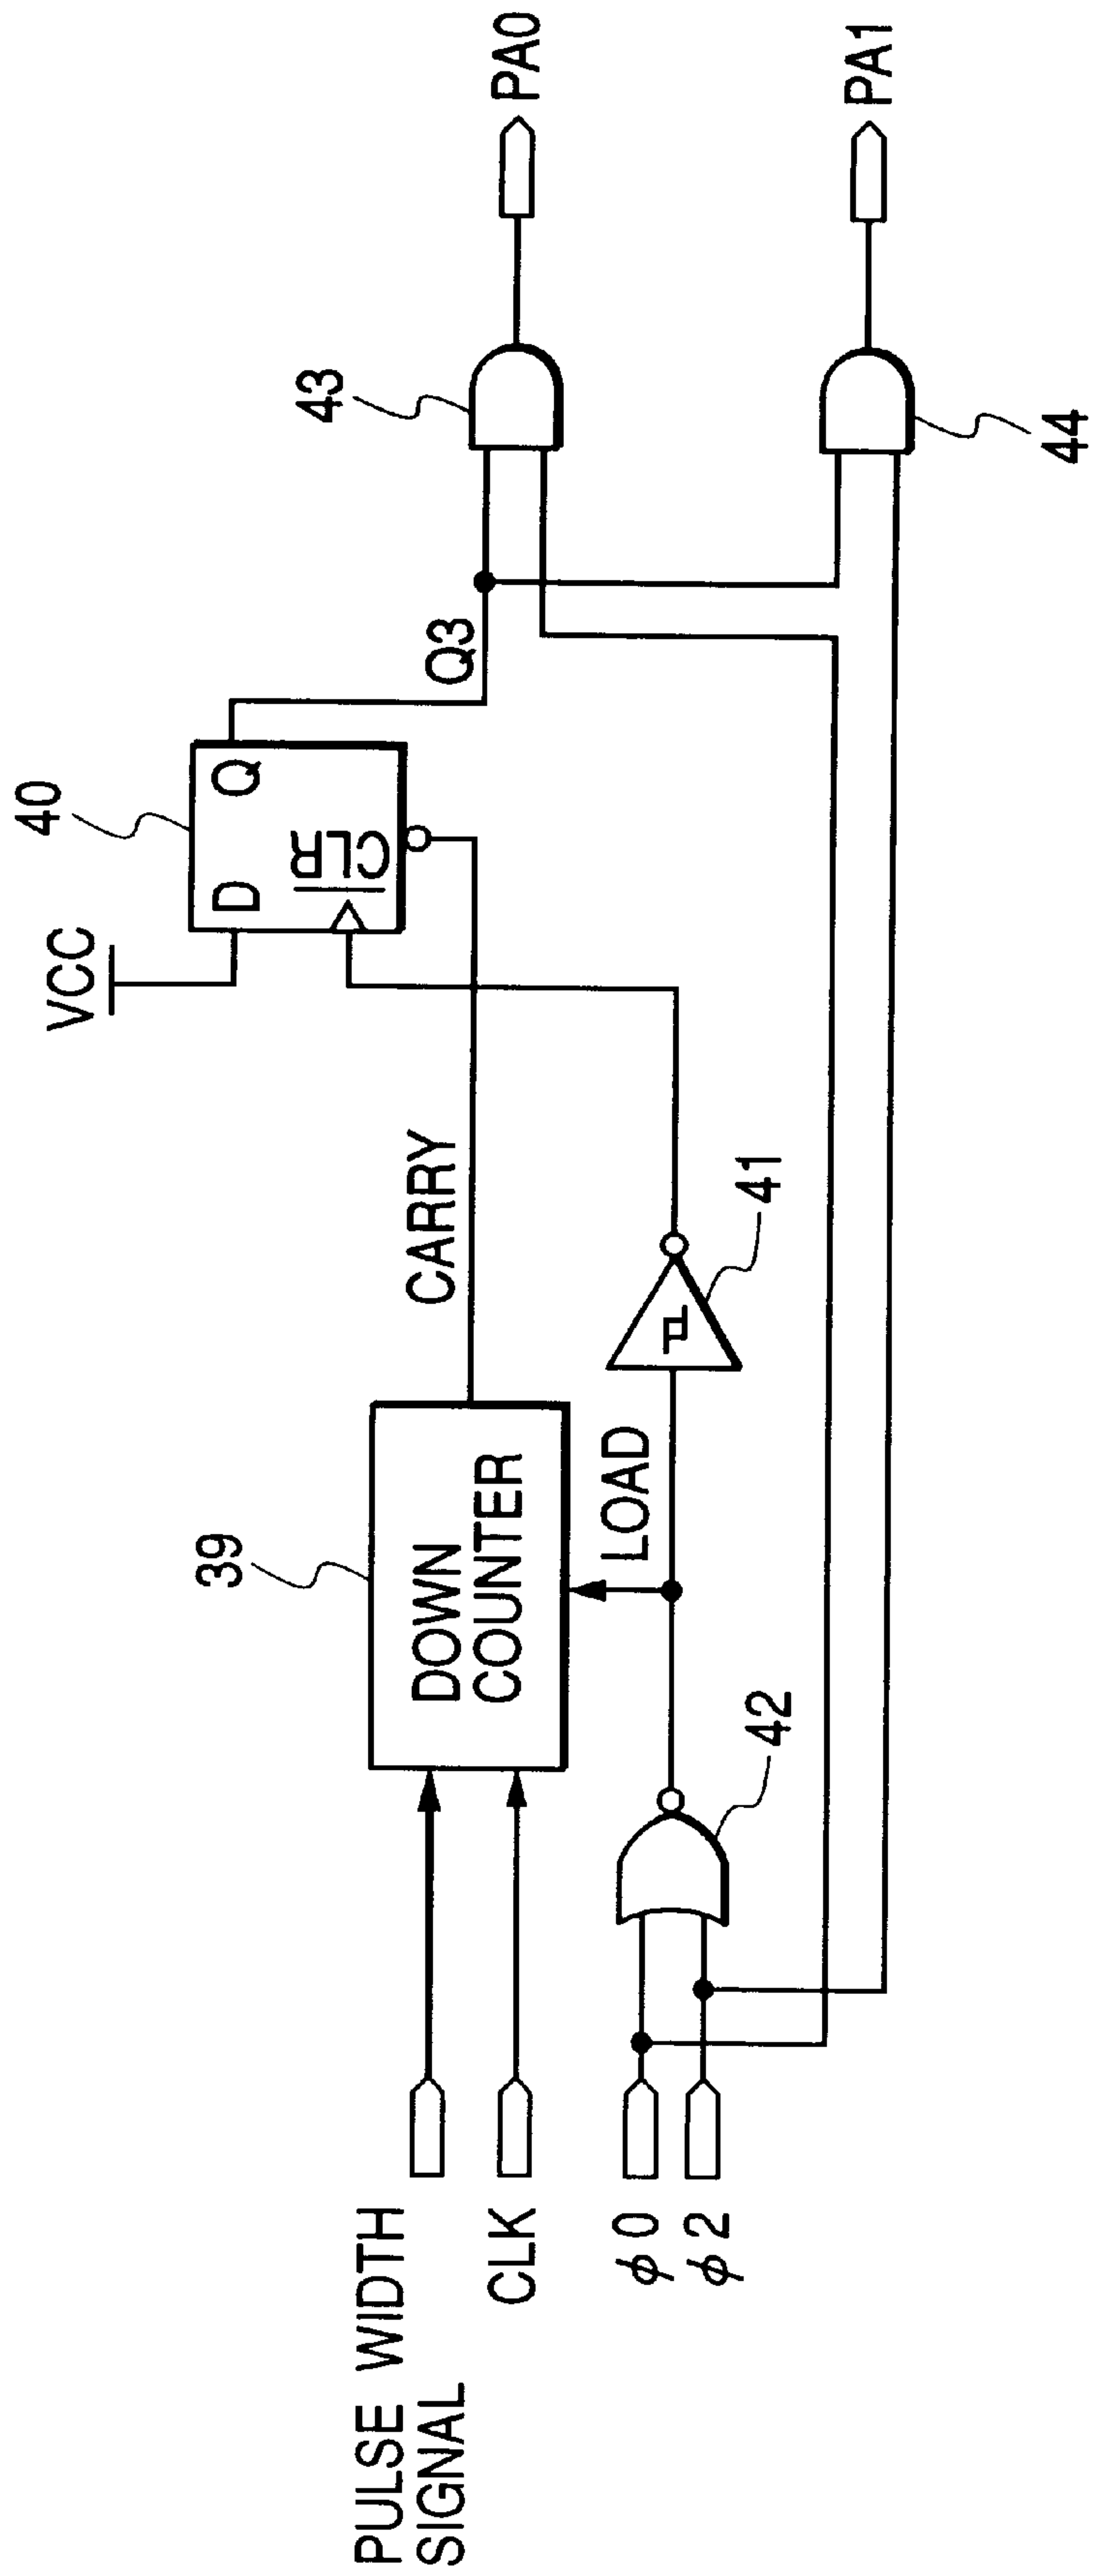 VCC
40
D
Q
CLR
Q3
43
PA0
39
DOWN
COUNTER
CARRY
PULSE WIDTH
SIGNAL
CLK
LOAD
41
φ0
φ2
42
44
PA1